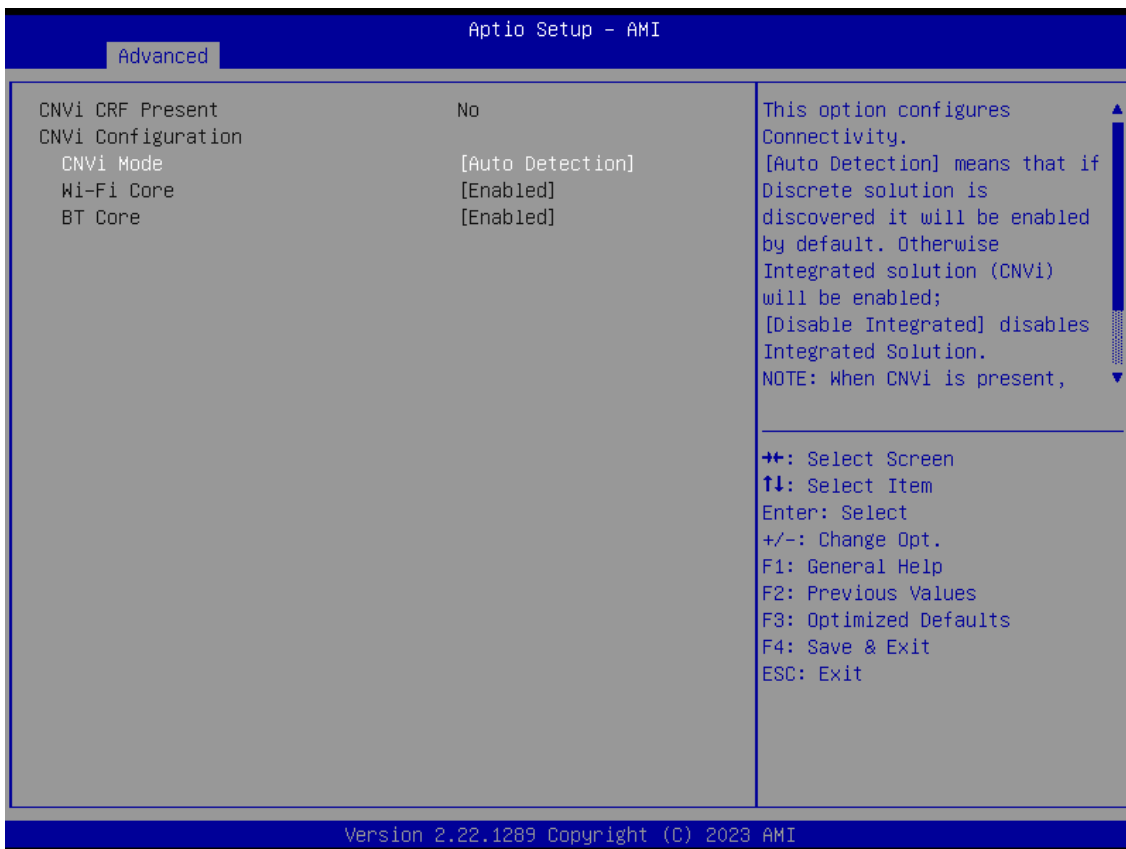 Aptio Setup – AMI
Advanced
CNVi CRF Present No
CNVi Configuration
CNVi Mode [Auto Detection]
Wi-Fi Core [Enabled]
BT Core [Enabled]
This option configures
Connectivity.
[Auto Detection] means that if
Discrete solution is
discovered it will be enabled
by default. Otherwise
Integrated solution (CNVi)
will be enabled;
[Disable Integrated] disables
Integrated Solution.
NOTE: When CNVi is present,
→←: Select Screen
↑↓: Select Item
Enter: Select
+/-: Change Opt.
F1: General Help
F2: Previous Values
F3: Optimized Defaults
F4: Save & Exit
ESC: Exit
Version 2.22.1289 Copyright (C) 2023 AMI